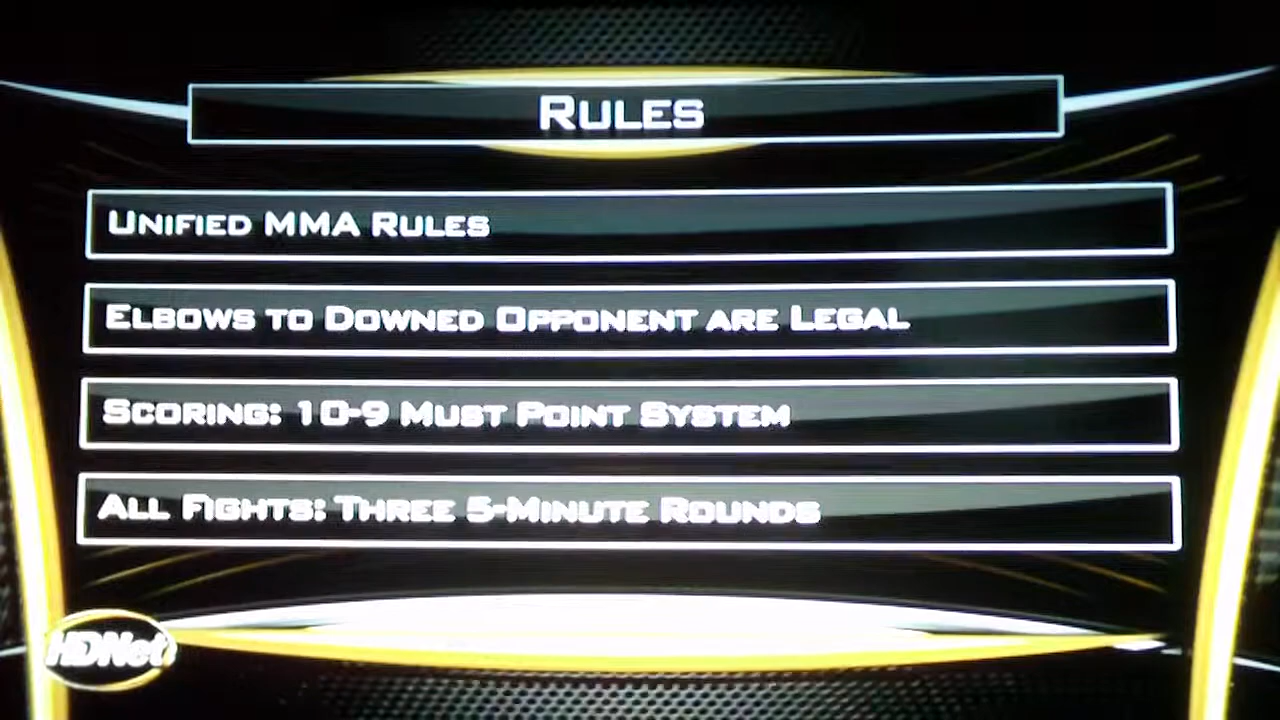 RULES
UNIFIED MMA RULES
ELBOWS TO DOWNED OPPONENT ARE LEGAL
SCORING: 10-9 MUST POINT SYSTEM
ALL FIGHTS: THREE 5-MINUTE ROUNDS
HDNet